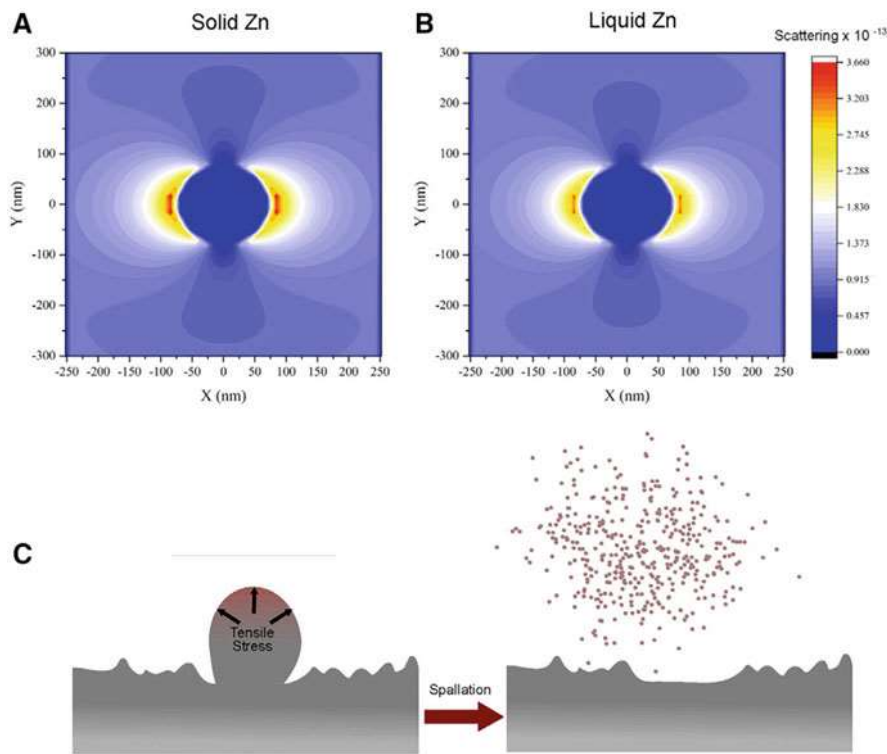 A
Solid Zn
B
Liquid Zn
Scattering x 10 -13
300
200
100
0
-100
-200
-300
Y (nm)
-250 -200 -150 -100 -50 0 50 100 150 200 250
X (nm)
300
200
100
0
-100
-200
-300
Y (nm)
-250 -200 -150 -100 -50 0 50 100 150 200 250
X (nm)
3.660
3.203
2.745
2.288
1.830
1.373
0.915
0.457
0.000
C
Tensile
Stress
Spallation